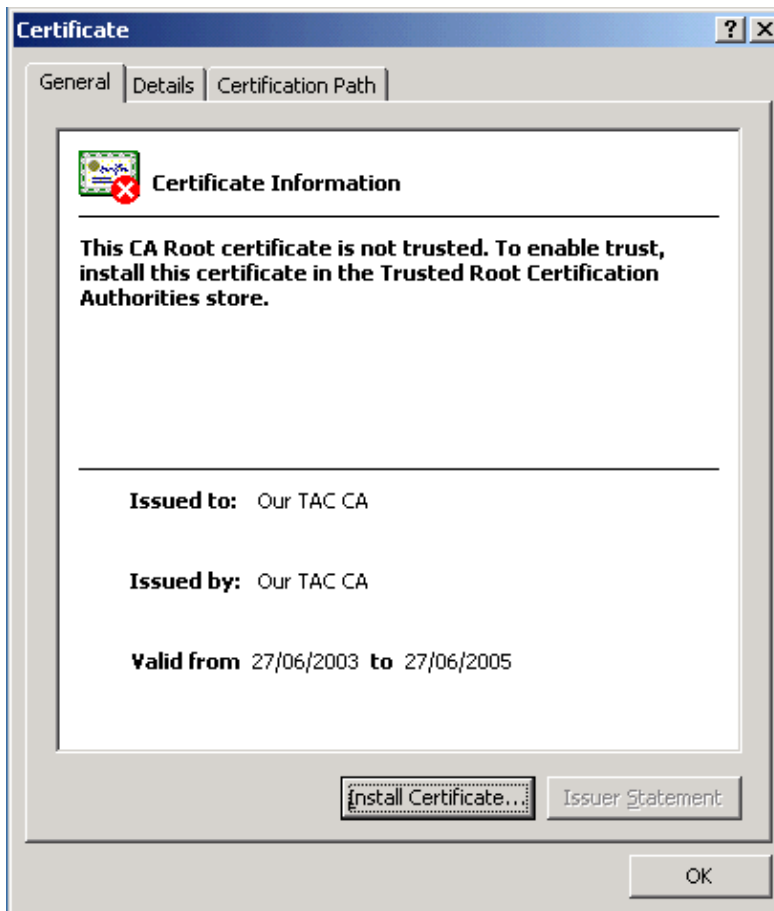 Certificate
General Details Certification Path
Certificate Information
This CA Root certificate is not trusted. To enable trust,
install this certificate in the Trusted Root Certification
Authorities store.
Issued to: Our TAC CA
Issued by: Our TAC CA
Valid from 27/06/2003 to 27/06/2005
Install Certificate... Issuer Statement
OK